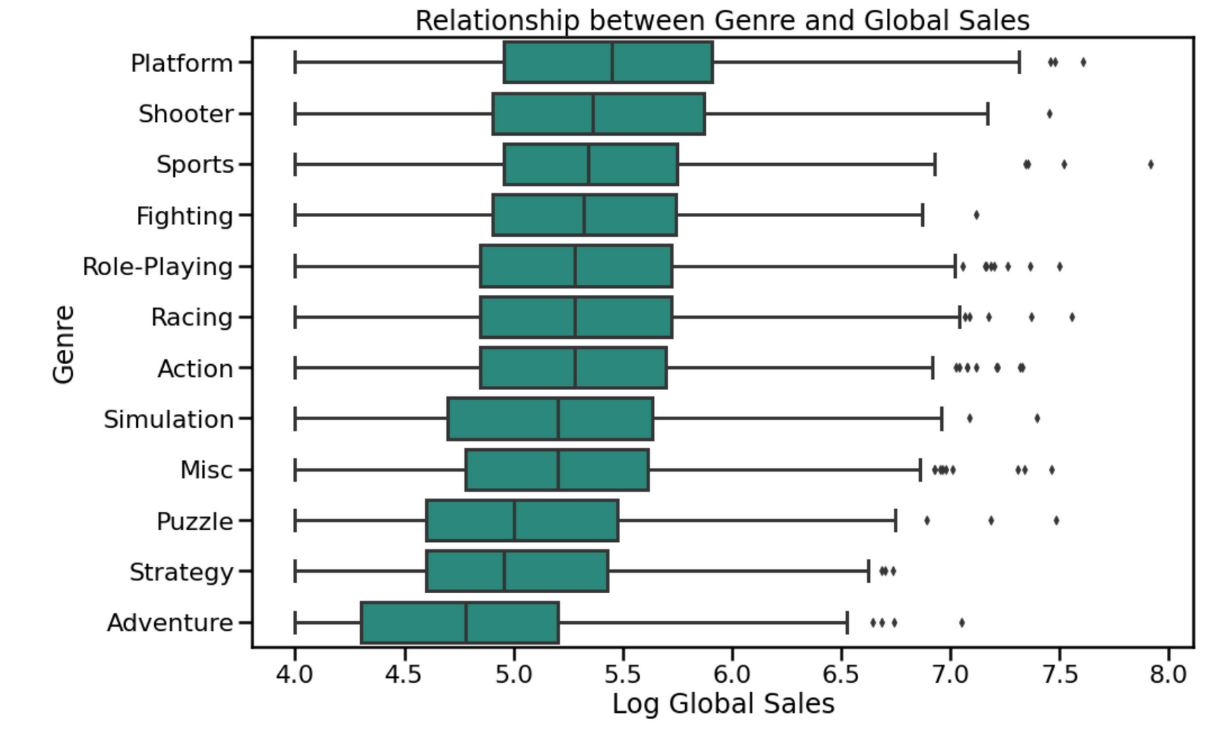 Relationship between Genre and Global Sales
Platform
Shooter
Sports
Fighting
Role-Playing
Racing
Action
Simulation
Misc
Puzzle
Strategy
Adventure
Genre
4.0 4.5 5.0 5.5 6.0 6.5 7.0 7.5 8.0
Log Global Sales